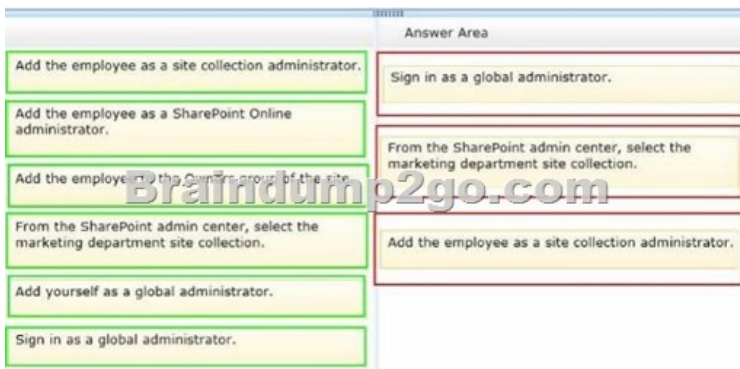 Answer Area
Add the employee as a site collection administrator.
Add the employee as a SharePoint Online
administrator.
Add the employee to the Owners group of the site.
From the SharePoint admin center, select the
marketing department site collection.
Add yourself as a global administrator.
Sign in as a global administrator.
Sign in as a global administrator.
From the SharePoint admin center, select the
marketing department site collection.
Add the employee as a site collection administrator.
Braindump2go.com